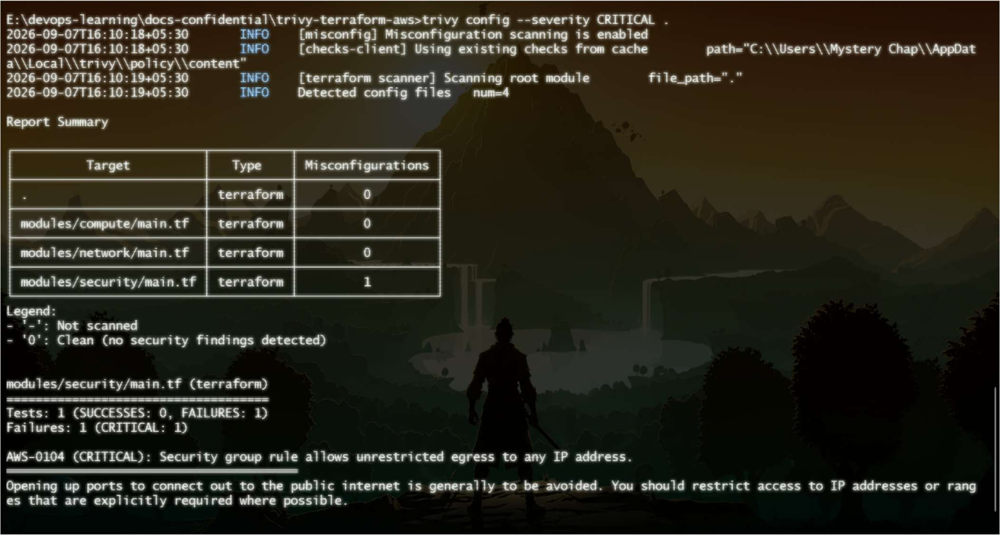 E:\devops-learning\docs-confidential\trivy-terraform-aws>trivy config --severity CRITICAL .
2026-09-07T16:10:18+05:30 INFO [misconfig] Misconfiguration scanning is enabled
2026-09-07T16:10:18+05:30 INFO [checks-client] Using existing checks from cache path="C:\\Users\\Mystery Chap\\AppDat
a\\Local\\trivy\\policy\\content"
2026-09-07T16:10:19+05:30 INFO [terraform scanner] Scanning root module file_path="."
2026-09-07T16:10:19+05:30 INFO Detected config files num=4
Report Summary
Target Type Misconfigurations
. terraform 0
modules/compute/main.tf terraform 0
modules/network/main.tf terraform 0
modules/security/main.tf terraform 1
Legend:
- '-': Not scanned
- '0': Clean (no security findings detected)
modules/security/main.tf (terraform)
====================================
Tests: 1 (SUCCESSES: 0, FAILURES: 1)
Failures: 1 (CRITICAL: 1)
AWS-0104 (CRITICAL): Security group rule allows unrestricted egress to any IP address.
════════════════════════════════════════
Opening up ports to connect out to the public internet is generally to be avoided. You should restrict access to IP addresses or rang
es that are explicitly required where possible.